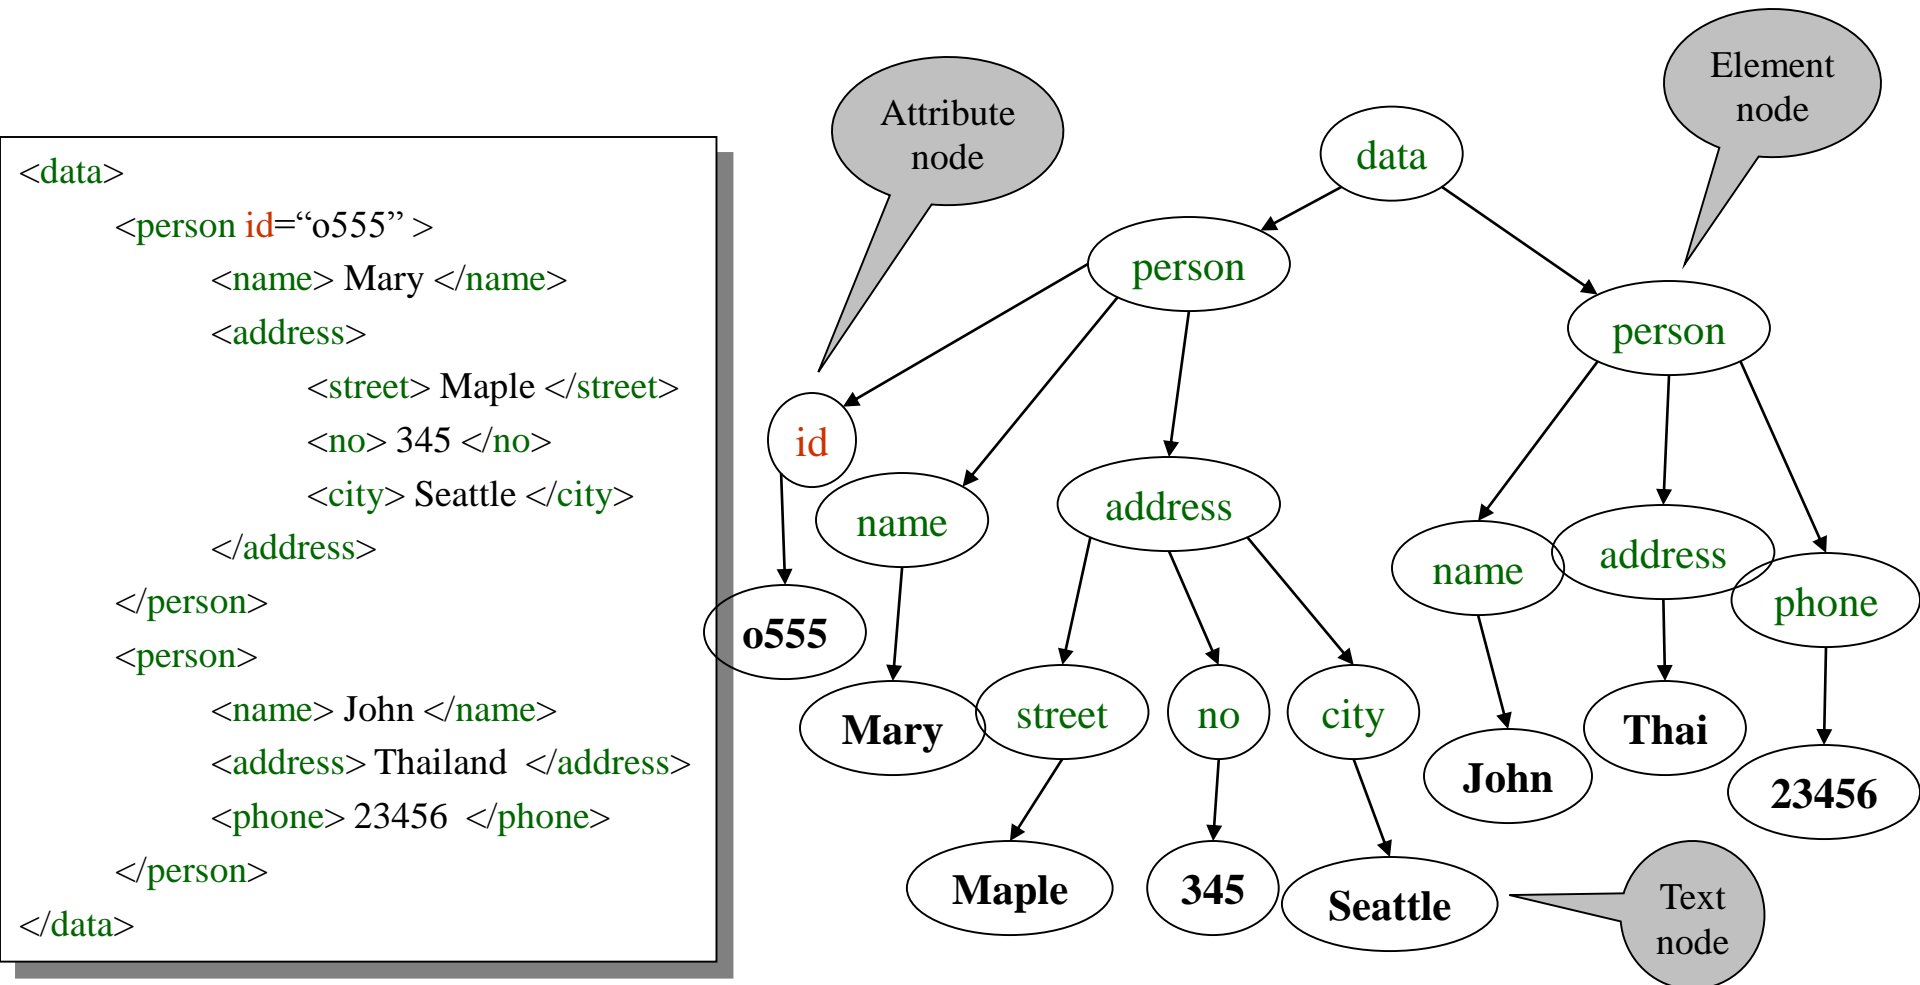 <data>
<person id=“o555” >
<name> Mary </name>
<address>
<street> Maple </street>
<no> 345 </no>
<city> Seattle </city>
</address>
</person>
<person>
<name> John </name>
<address> Thailand </address>
<phone> 23456 </phone>
</person>
</data>
Attribute
node
Element
node
data
person
person
id
name
address
name
address
phone
o555
Mary
street
no
city
John
Thai
23456
Maple
345
Seattle
Text
node